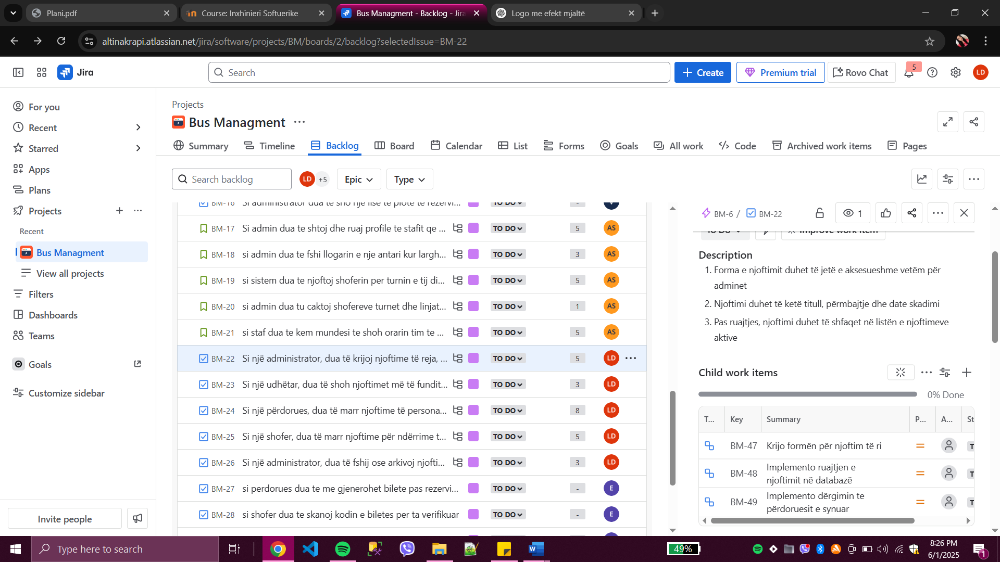 Plani.pdf
Course: Inxhinieri Softuerike
Bus Managment - Backlog - Jira
Logo me efekt mjaltë
altinakrapi.atlassian.net/jira/software/projects/BM/boards/2/backlog?selectedIssue=BM-22
Jira
Search
Create
Premium trial
Rovo Chat
5
LD
For you
Recent
Starred
Apps
Plans
Projects
Recent
Bus Managment
View all projects
Filters
Dashboards
Teams
Goals
Customize sidebar
Invite people
Projects
Bus Managment
Summary
Timeline
Backlog
Board
Calendar
List
Forms
Goals
All work
Code
Archived work items
Pages
Search backlog
LD +5
Epic
Type
BM-16 Si administrator dua te sho nje lise te plote te rezervi... TO DO -
BM-17 Si admin dua te shtoj dhe ruaj profile te stafit qe ... TO DO 5 AS
BM-18 si admin dua te fshi llogarin e nje antari kur largh... TO DO 3 AS
BM-19 si sistem dua te njoftoj shoferin per turnin e tij di... TO DO 5 AS
BM-20 si admin dua tu caktoj shofereve turnet dhe linjat... TO DO 1 AS
BM-21 si staf dua te kem mundesi te shoh orarin tim te ... TO DO 5 AS
BM-22 Si një administrator, dua të krijoj njoftime të reja, ... TO DO 5 LD
BM-23 Si një udhëtar, dua të shoh njoftimet më të fundit... TO DO 3 LD
BM-24 Si një përdorues, dua të marr njoftime të persona... TO DO 8 LD
BM-25 Si një shofer, dua të marr njoftime për ndërrime t... TO DO 5 LD
BM-26 Si një administrator, dua të fshij ose arkivoj njofti... TO DO 3 LD
BM-27 si perdorues dua te me gjenerohet bilete pas rezervi... TO DO - E
BM-28 si shofer dua te skanoj kodin e biletes per ta verifikuar TO DO - E
BM-6 / BM-22
1
TO DO
Improve work item
Description
1. Forma e njoftimit duhet të jetë e aksesueshme vetëm për
adminet
2. Njoftimi duhet të ketë titull, përmbajtje dhe date skadimi
3. Pas ruajtjes, njoftimi duhet të shfaqet në listën e njoftimeve
aktive
Child work items
0% Done
T... Key Summary P... A... St
BM-47 Krijo formën për njoftim të ri T
BM-48 Implemento ruajtjen e
njoftimit në databazë T
BM-49 Implemento dërgimin te
përdoruesit e synuar T
Type here to search
49%
8:26 PM
6/1/2025
1